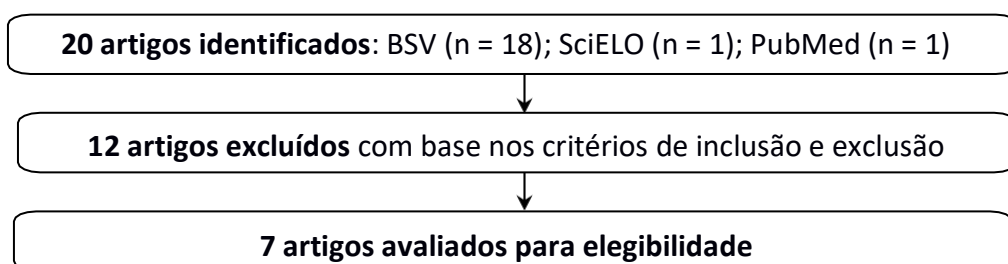 20 artigos identificados: BSV (n = 18); SciELO (n = 1); PubMed (n = 1)
12 artigos excluídos com base nos critérios de inclusão e exclusão
7 artigos avaliados para elegibilidade